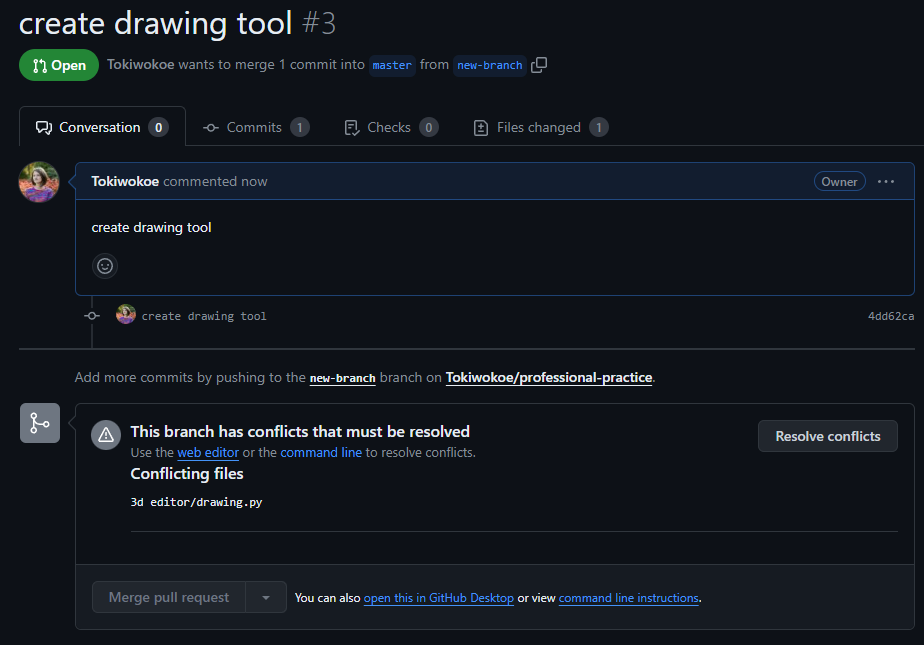 create drawing tool #3
Open Tokiwokoe wants to merge 1 commit into master from new-branch
Conversation 0 Commits 1 Checks 0 Files changed 1
Tokiwokoe commented now Owner
create drawing tool
create drawing tool 4dd62ca
Add more commits by pushing to the new-branch branch on Tokiwokoe/professional-practice.
This branch has conflicts that must be resolved
Resolve conflicts
Use the web editor or the command line to resolve conflicts.
Conflicting files
3d editor/drawing.py
Merge pull request You can also open this in GitHub Desktop or view command line instructions.